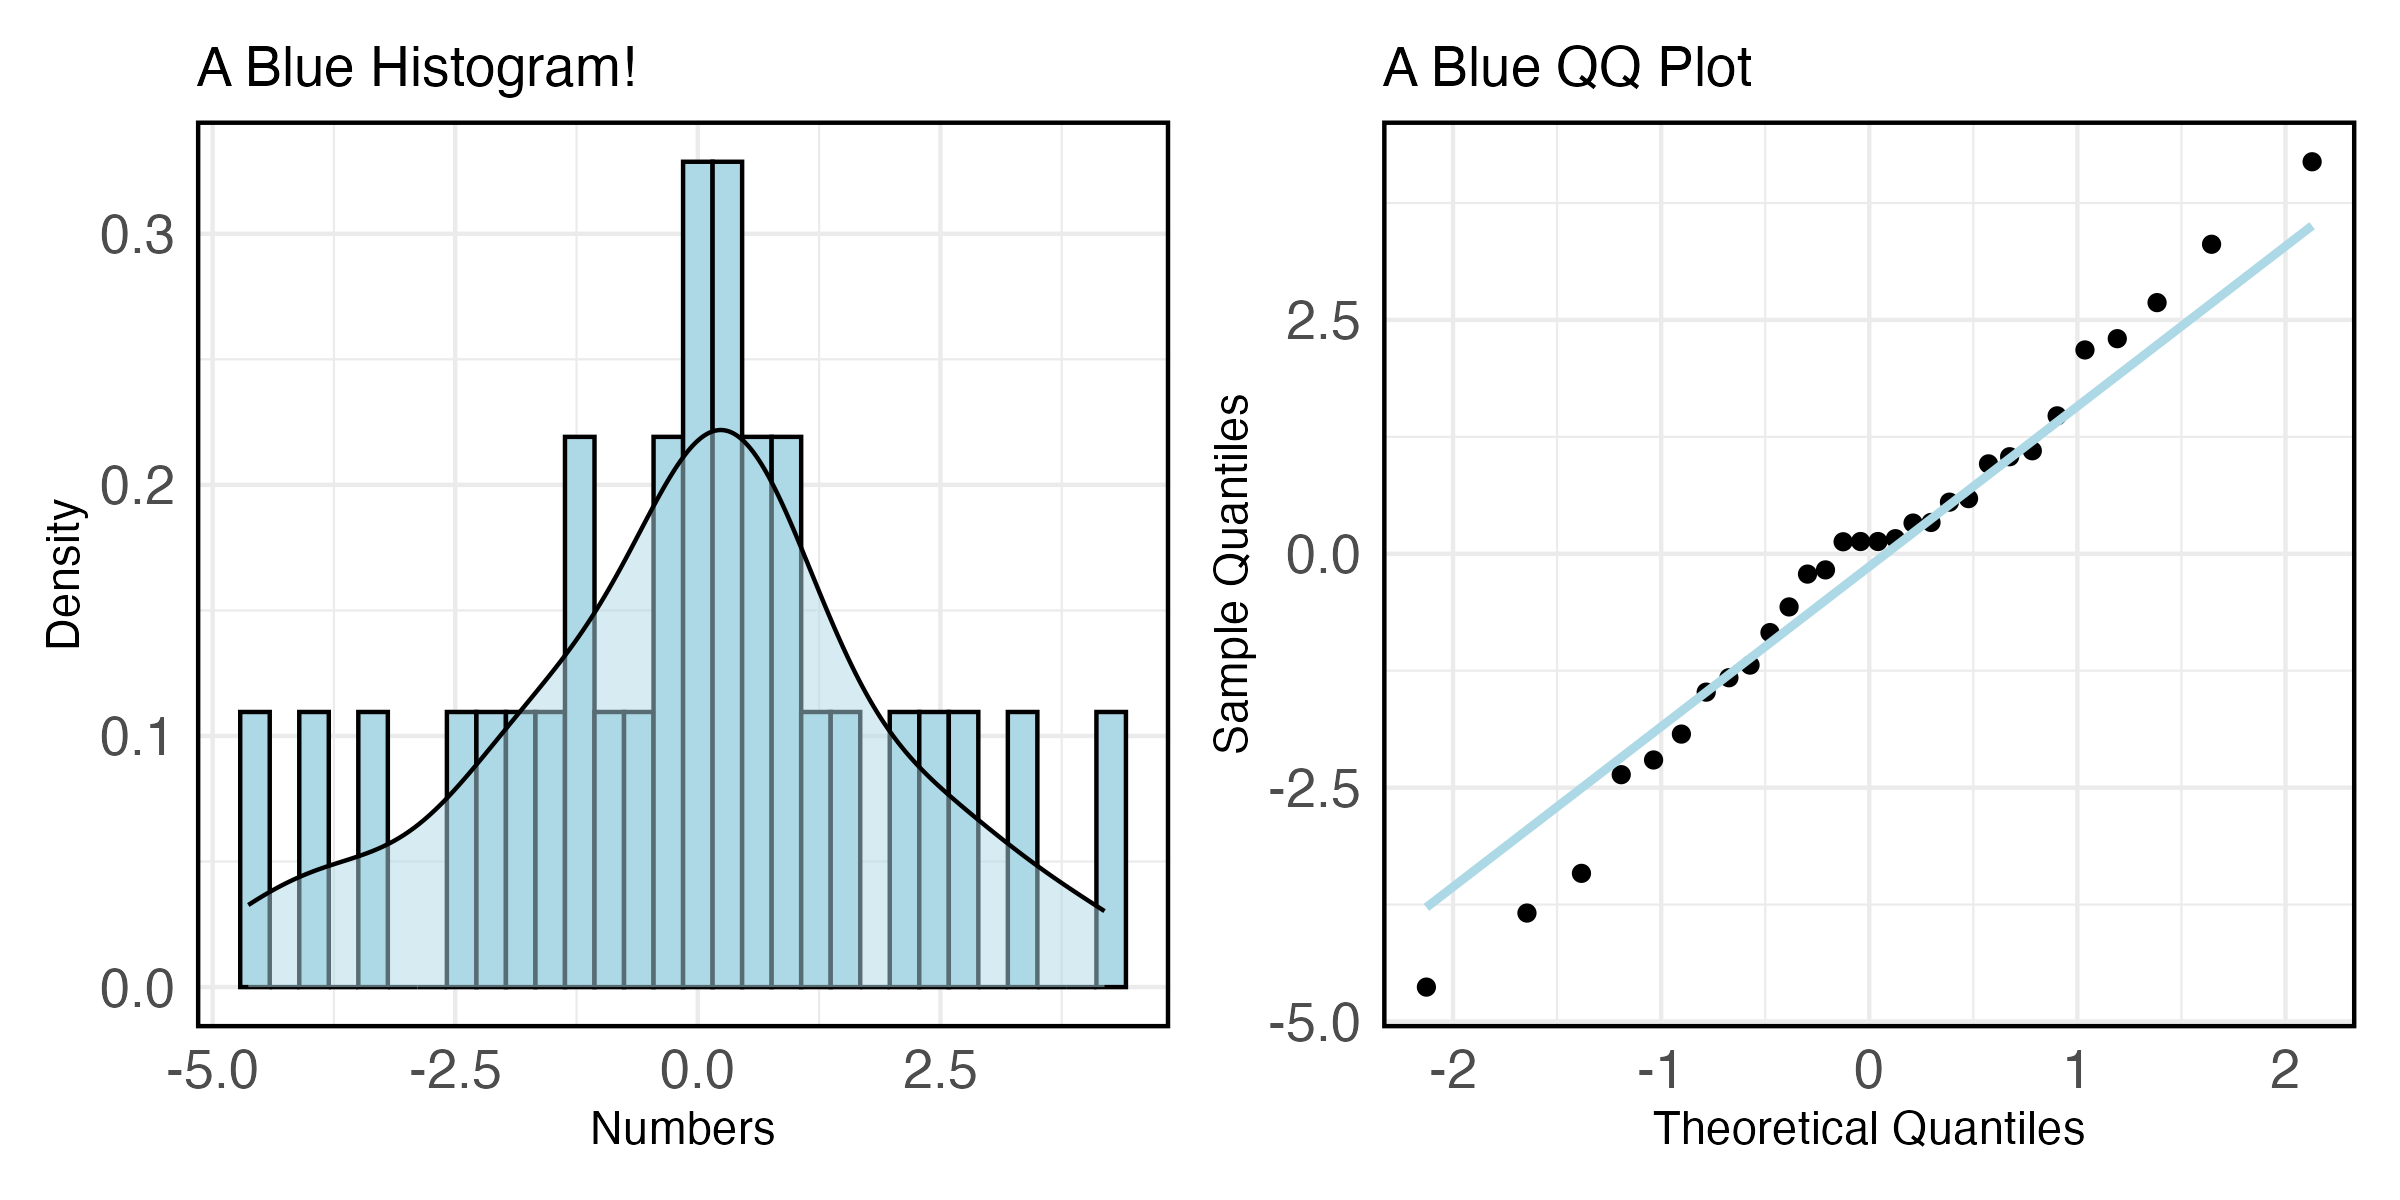 A Blue Histogram!
Density
0.3
0.2
0.1
0.0
-5.0 -2.5 0.0 2.5
Numbers
A Blue QQ Plot
Sample Quantiles
2.5
0.0
-2.5
-5.0
-2 -1 0 1 2
Theoretical Quantiles